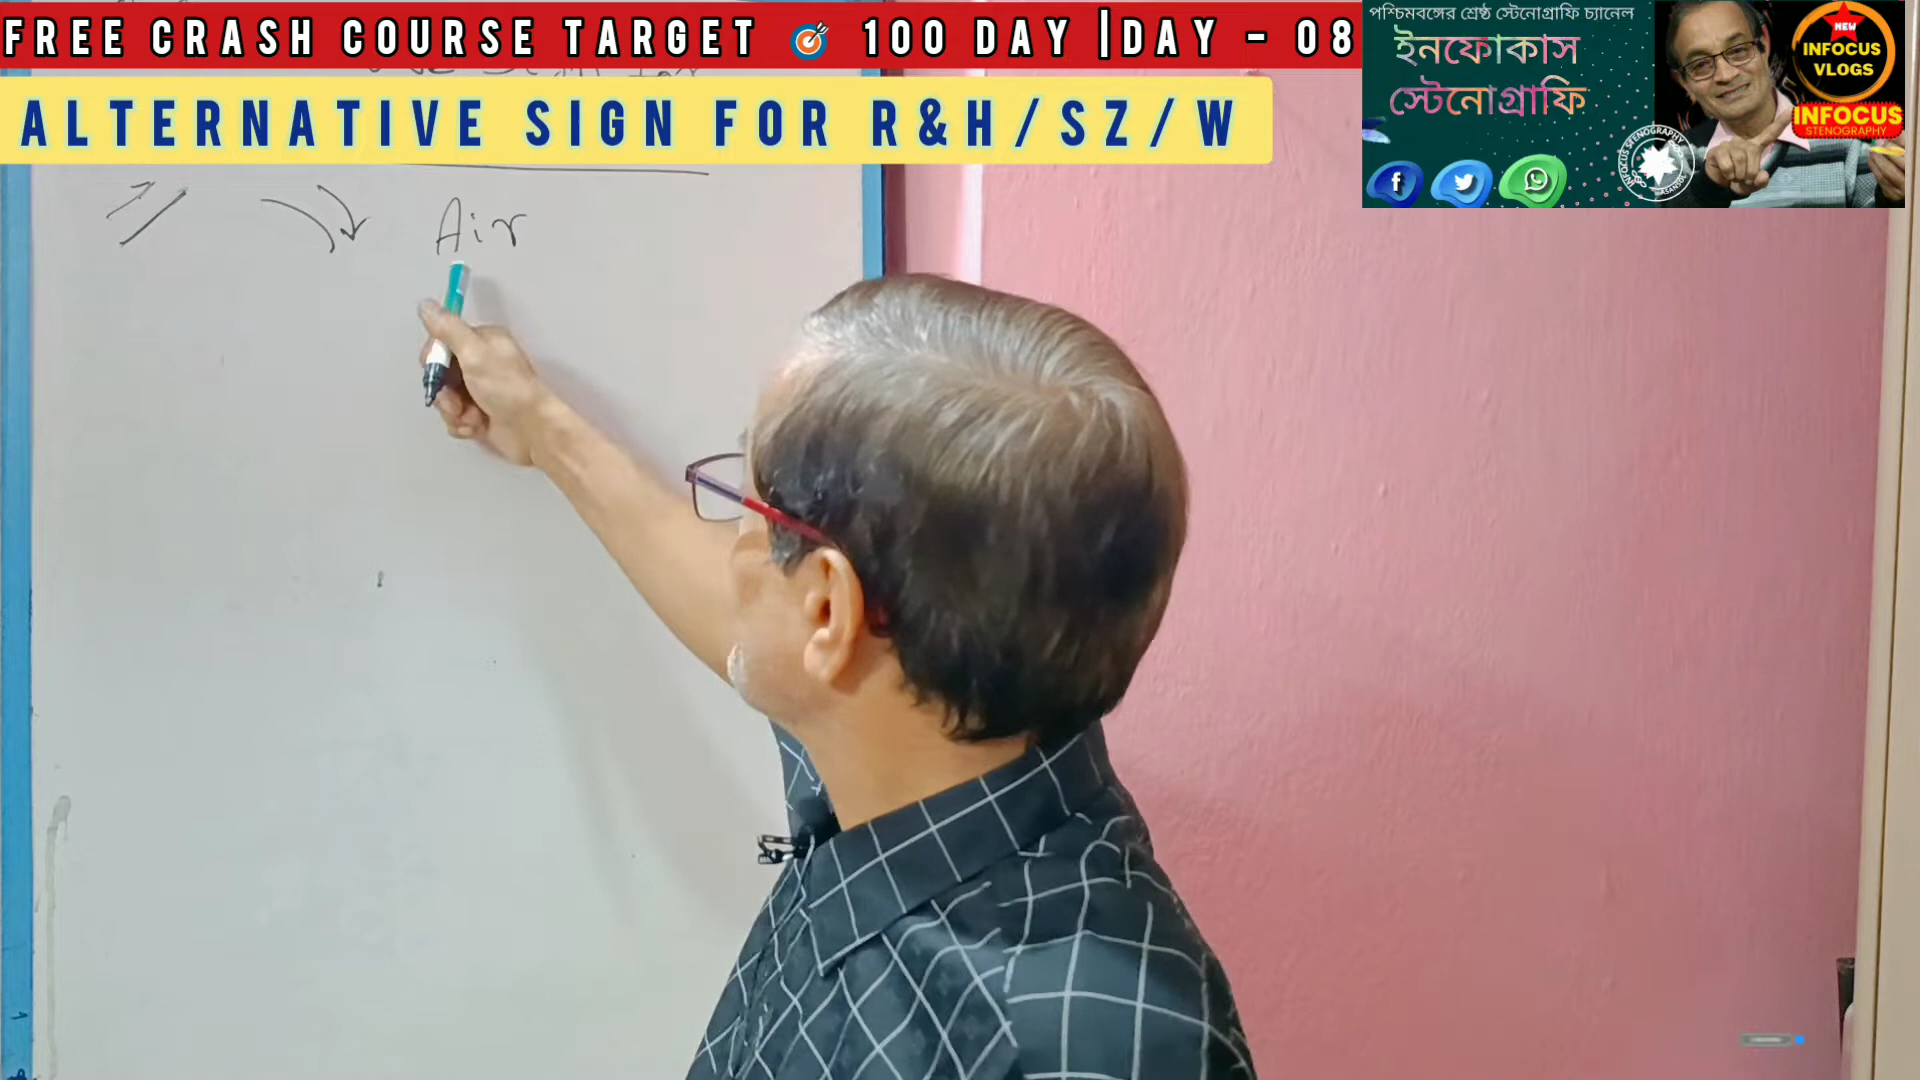 FREE CRASH COURSE TARGET 🎯 100 DAY |DAY - 08
ALTERNATIVE SIGN FOR R&H/SZ/W
পশ্চিমবঙ্গের শ্রেষ্ঠ স্টেনোগ্রাফি চ্যানেল
ইনফোকাস
স্টেনোগ্রাফি
NEW
INFOCUS
VLOGS
INFOCUS
STENOGRAPHY
Air